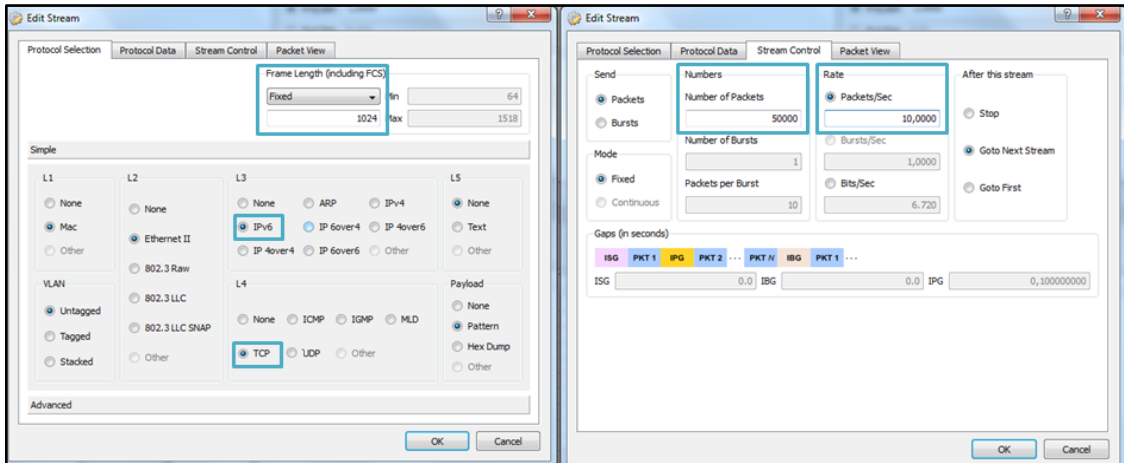 Edit Stream
Protocol Selection Protocol Data Stream Control Packet View
Frame Length (including FCS)
Fixed Min 64
1024 Max 1518
Simple
L1
None
Mac
Other
L2
None
Ethernet II
802.3 Raw
802.3 LLC
802.3 LLC SNAP
Other
L3
None ARP IPv4
IPv6 IP 6over4 IP 4over6
IP 4over4 IP 6over6 Other
L5
None
Text
Other
VLAN
Untagged
Tagged
Stacked
L4
None ICMP IGMP MLD
TCP UDP Other
Payload
None
Pattern
Hex Dump
Other
Advanced
OK Cancel
Edit Stream
Protocol Selection Protocol Data Stream Control Packet View
Send
Packets
Bursts
Mode
Fixed
Continuous
Numbers
Number of Packets
50000
Number of Bursts
1
Packets per Burst
10
Rate
Packets/Sec
10,0000
Bursts/Sec
1,0000
Bits/Sec
6.720
After this stream
Stop
Goto Next Stream
Goto First
Gaps (in seconds)
ISG PKT 1 IPG PKT 2 ··· PKT N IBG PKT 1 ···
ISG 0.0 IBG 0.0 IPG 0,100000000
OK Cancel